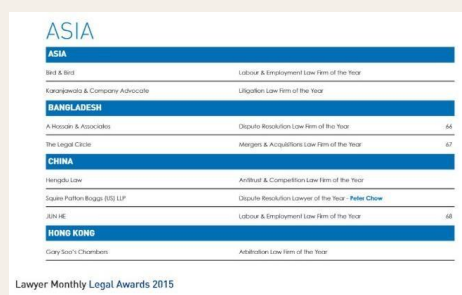 ASIA
ASIA
Bird & Bird Labour & Employment Law Firm of the Year
Karanjawala & Company Advocate Litigation Law Firm of the Year
BANGLADESH
A Hossain & Associates Dispute Resolution Law Firm of the Year 66
The Legal Circle Mergers & Acquisitions Law Firm of the Year 67
CHINA
Hengdu Law Antitrust & Competition Law Firm of the Year
Squire Patton Boggs (US) LLP Dispute Resolution Lawyer of the Year - Peter Chow
JUN HE Labour & Employment Law Firm of the Year 68
HONG KONG
Gary Soo's Chambers Arbitration Law Firm of the Year
Lawyer Monthly Legal Awards 2015